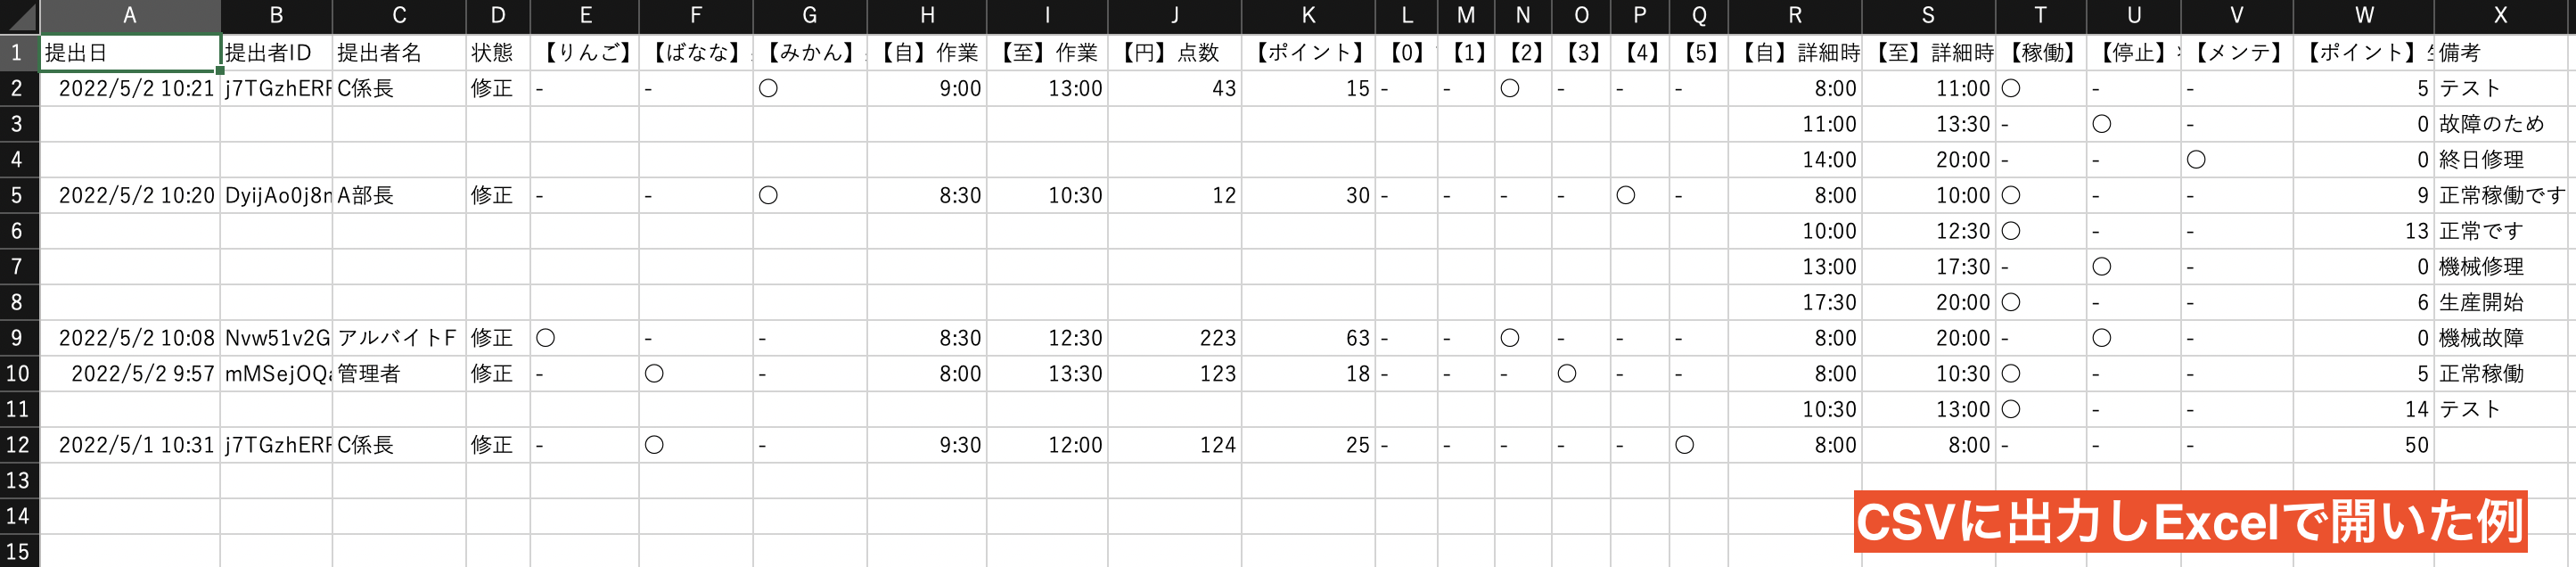 A B C D E F G H I J K L M N O P Q R S T U V W X
1 提出日 提出者ID 提出者名 状態 【りんご】 【ばなな】 【みかん】 【自】作業 【至】作業 【円】点数 【ポイント】 【0】 【1】 【2】 【3】 【4】 【5】 【自】詳細時 【至】詳細時 【稼働】 【停止】 【メンテ】 【ポイント】 備考
2 2022/5/2 10:21 j7TGzhERF C係長 修正 - - ○ 9:00 13:00 43 15 - - ○ - - - 8:00 11:00 ○ - - 5 テスト
3 11:00 13:30 - ○ - 0 故障のため
4 14:00 20:00 - - ○ 0 終日修理
5 2022/5/2 10:20 DyijAo0j8r A部長 修正 - - ○ 8:30 10:30 12 30 - - - - ○ - 8:00 10:00 ○ - - 9 正常稼働です
6 10:00 12:30 ○ - - 13 正常です
7 13:00 17:30 - ○ - 0 機械修理
8 17:30 20:00 ○ - - 6 生産開始
9 2022/5/2 10:08 Nvw51v2G アルバイトF 修正 ○ - - 8:30 12:30 223 63 - - ○ - - - 8:00 20:00 - ○ - 0 機械故障
10 2022/5/2 9:57 mMSejOQa 管理者 修正 - ○ - 8:00 13:30 123 18 - - - ○ - - 8:00 10:30 ○ - - 5 正常稼働
11 10:30 13:00 ○ - - 14 テスト
12 2022/5/1 10:31 j7TGzhERF C係長 修正 - ○ - 9:30 12:00 124 25 - - - - - ○ 8:00 8:00 - - - 50
13
14
15
CSVに出力しExcelで開いた例